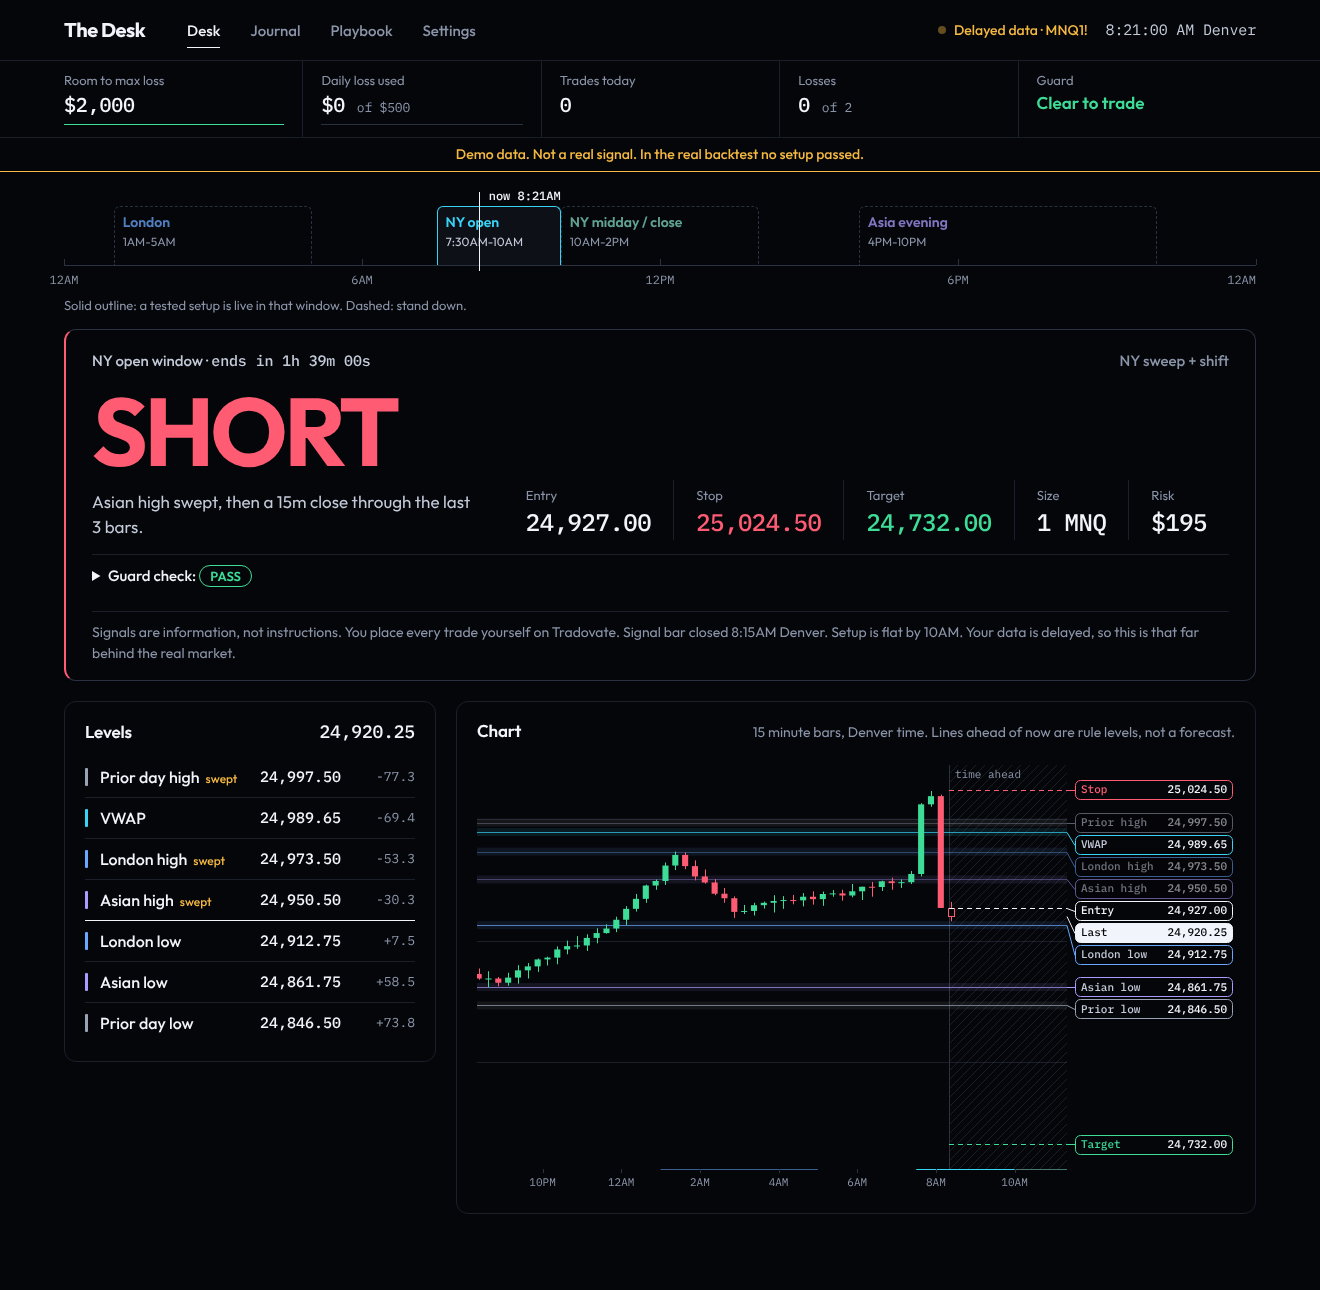 The Desk
Desk
Journal
Playbook
Settings
Delayed data · MNQ1!
8:21:00 AM Denver
Room to max loss
$2,000
Daily loss used
$0 of $500
Trades today
0
Losses
0 of 2
Guard
Clear to trade
Demo data. Not a real signal. In the real backtest no setup passed.
now 8:21AM
London
1AM-5AM
NY open
7:30AM-10AM
NY midday / close
10AM-2PM
Asia evening
4PM-10PM
12AM
6AM
12PM
6PM
12AM
Solid outline: a tested setup is live in that window. Dashed: stand down.
NY open window · ends in 1h 39m 00s
NY sweep + shift
SHORT
Asian high swept, then a 15m close through the last
3 bars.
Entry
24,927.00
Stop
25,024.50
Target
24,732.00
Size
1 MNQ
Risk
$195
Guard check: PASS
Signals are information, not instructions. You place every trade yourself on Tradovate. Signal bar closed 8:15AM Denver. Setup is flat by 10AM. Your data is delayed, so this is that far
behind the real market.
Levels 24,920.25
Prior day high swept 24,997.50 -77.3
VWAP 24,989.65 -69.4
London high swept 24,973.50 -53.3
Asian high swept 24,950.50 -30.3
London low 24,912.75 +7.5
Asian low 24,861.75 +58.5
Prior day low 24,846.50 +73.8
Chart
15 minute bars, Denver time. Lines ahead of now are rule levels, not a forecast.
time ahead
Stop 25,024.50
Prior high 24,997.50
VWAP 24,989.65
London high 24,973.50
Asian high 24,950.50
Entry 24,927.00
Last 24,920.25
London low 24,912.75
Asian low 24,861.75
Prior low 24,846.50
Target 24,732.00
10PM
12AM
2AM
4AM
6AM
8AM
10AM